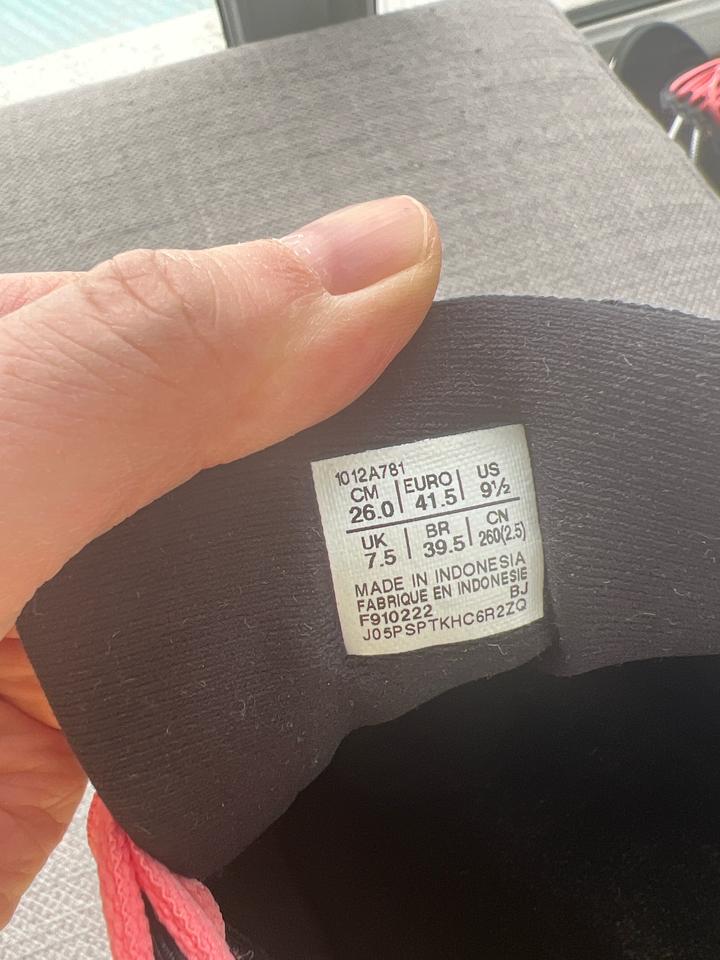 1012A781
CM | EURO | US
26.0 | 41.5 | 9½
UK | BR | CN
7.5 | 39.5 | 260(2.5)
MADE IN INDONESIA
FABRIQUE EN INDONESIE
F910222 BJ
J05PSPTKHC6R2ZQ